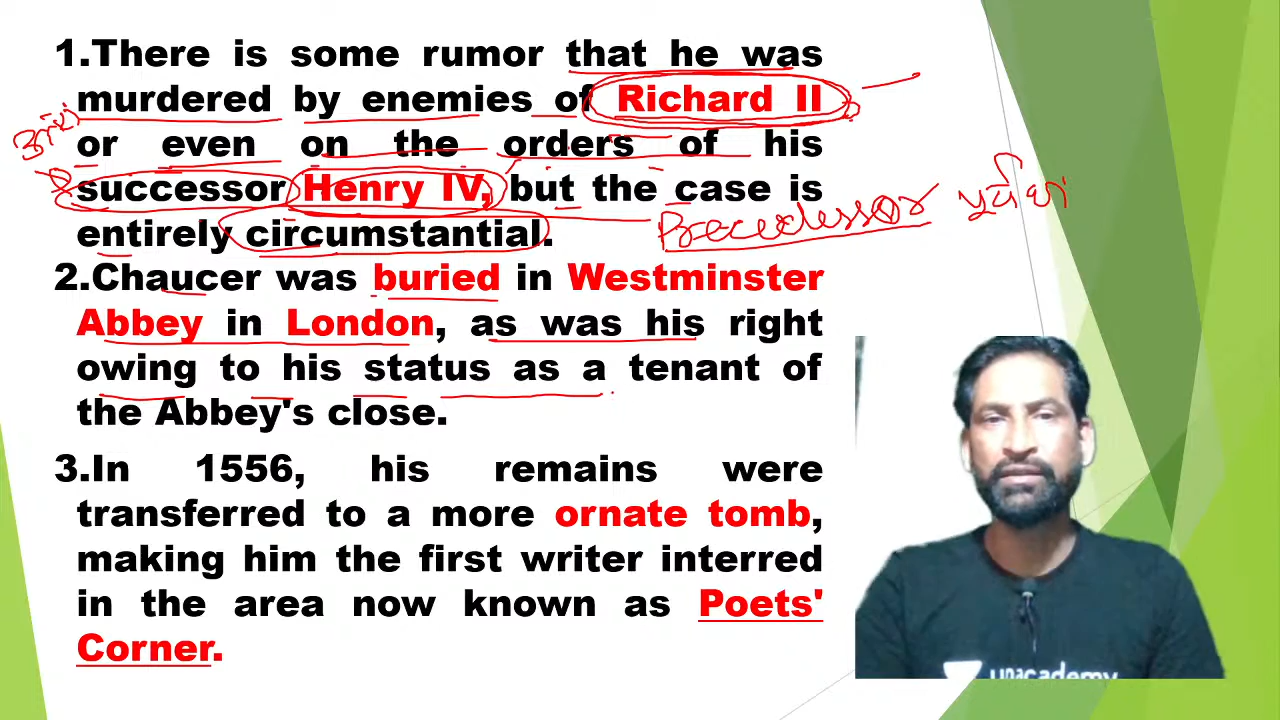 1.There is some rumor that he was
murdered by enemies of Richard II
or even on the orders of his
successor Henry IV, but the case is
entirely circumstantial.
Precedessor
2.Chaucer was buried in Westminster
Abbey in London, as was his right
owing to his status as a tenant of
the Abbey's close.
3.In 1556, his remains were
transferred to a more ornate tomb,
making him the first writer interred
in the area now known as Poets'
Corner.
unacademy